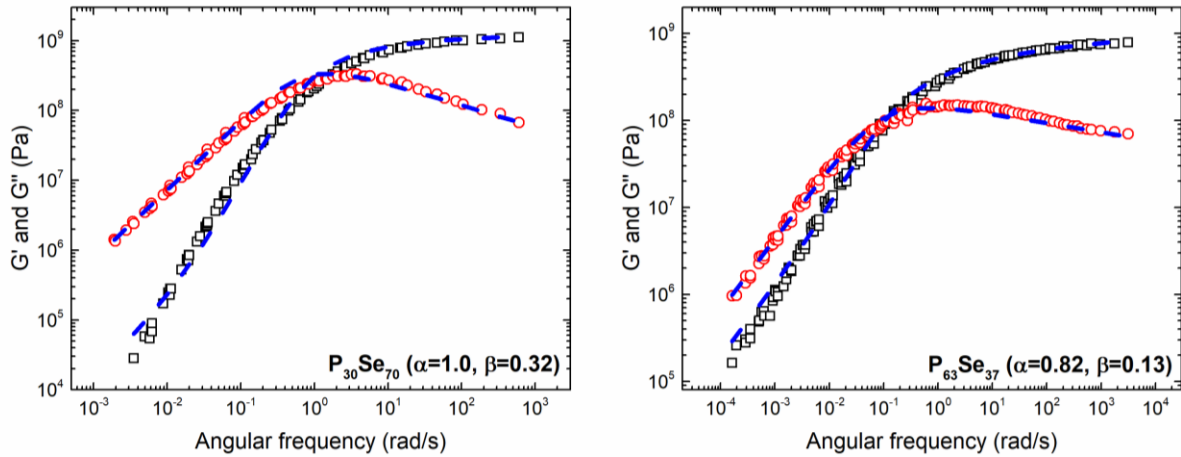 G' and G" (Pa)
10⁹
10⁸
10⁷
10⁶
10⁵
10⁴
P₃₀Se₇₀ (α=1.0, β=0.32)
10⁻³ 10⁻² 10⁻¹ 10⁰ 10¹ 10² 10³
Angular frequency (rad/s)
G' and G" (Pa)
10⁹
10⁸
10⁷
10⁶
10⁵
P₆₃Se₃₇ (α=0.82, β=0.13)
10⁻⁴ 10⁻³ 10⁻² 10⁻¹ 10⁰ 10¹ 10² 10³ 10⁴
Angular frequency (rad/s)